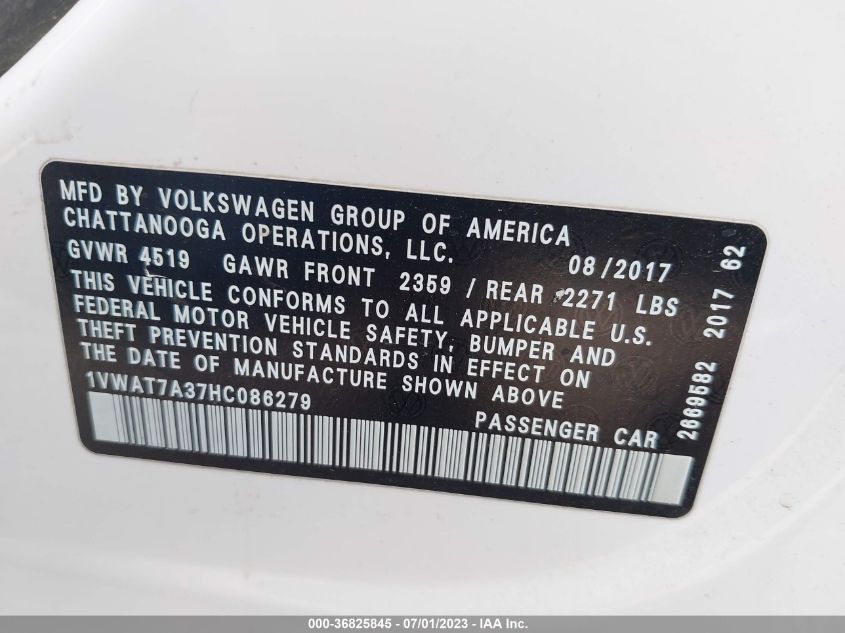 MFD BY VOLKSWAGEN GROUP OF AMERICA
CHATTANOOGA OPERATIONS, LLC. 08/2017
GVWR 4519 GAWR FRONT 2359 / REAR 2271 LBS
THIS VEHICLE CONFORMS TO ALL APPLICABLE U.S.
FEDERAL MOTOR VEHICLE SAFETY, BUMPER AND
THEFT PREVENTION STANDARDS IN EFFECT ON
THE DATE OF MANUFACTURE SHOWN ABOVE
1VWAT7A37HC086279 PASSENGER CAR
2669582 2017 62
000-36825845 - 07/01/2023 - IAAI.com